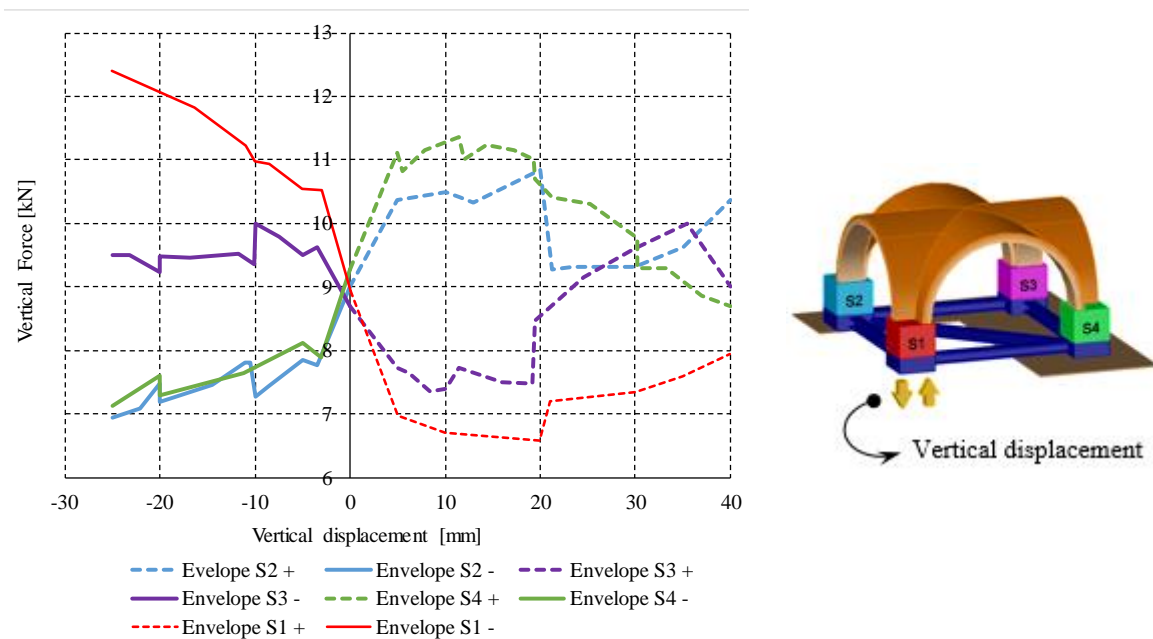 13
12
11
10
9
8
7
6
Vertical Force [kN]
-30 -20 -10 0 10 20 30 40
Vertical displacement [mm]
Evelope S2 + Envelope S2 - Envelope S3 +
Envelope S3 - Envelope S4 + Envelope S4 -
Envelope S1 + Envelope S1 -
S3
S2
S4
S1
Vertical displacement